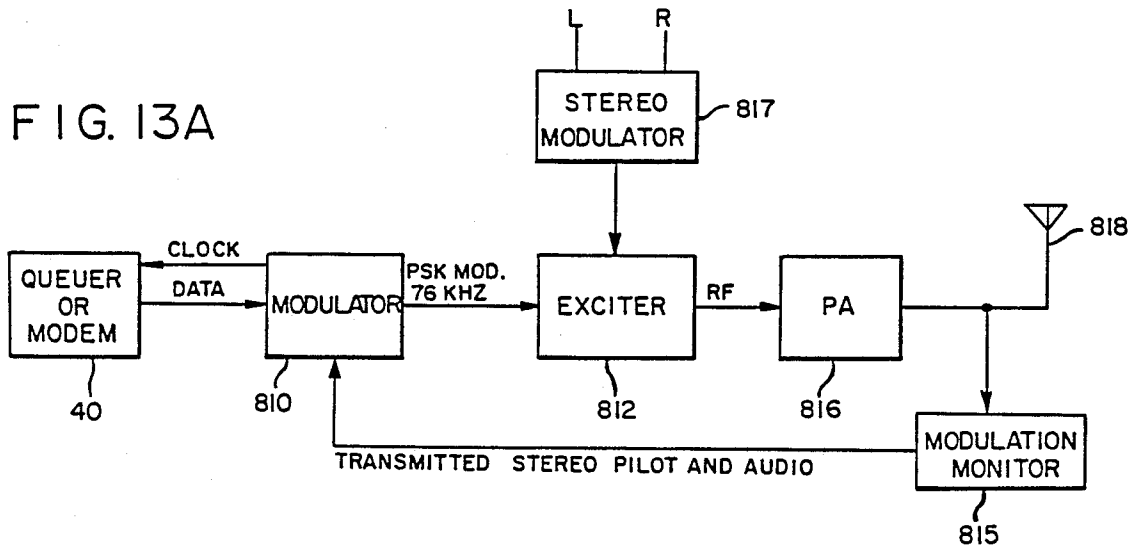 L R
FIG. 13A
STEREO
MODULATOR
817
818
CLOCK
DATA
QUEUER
OR
MODEM
40
MODULATOR
810
PSK MOD.
76 KHZ
EXCITER
812
RF
PA
816
TRANSMITTED STEREO PILOT AND AUDIO
MODULATION
MONITOR
815